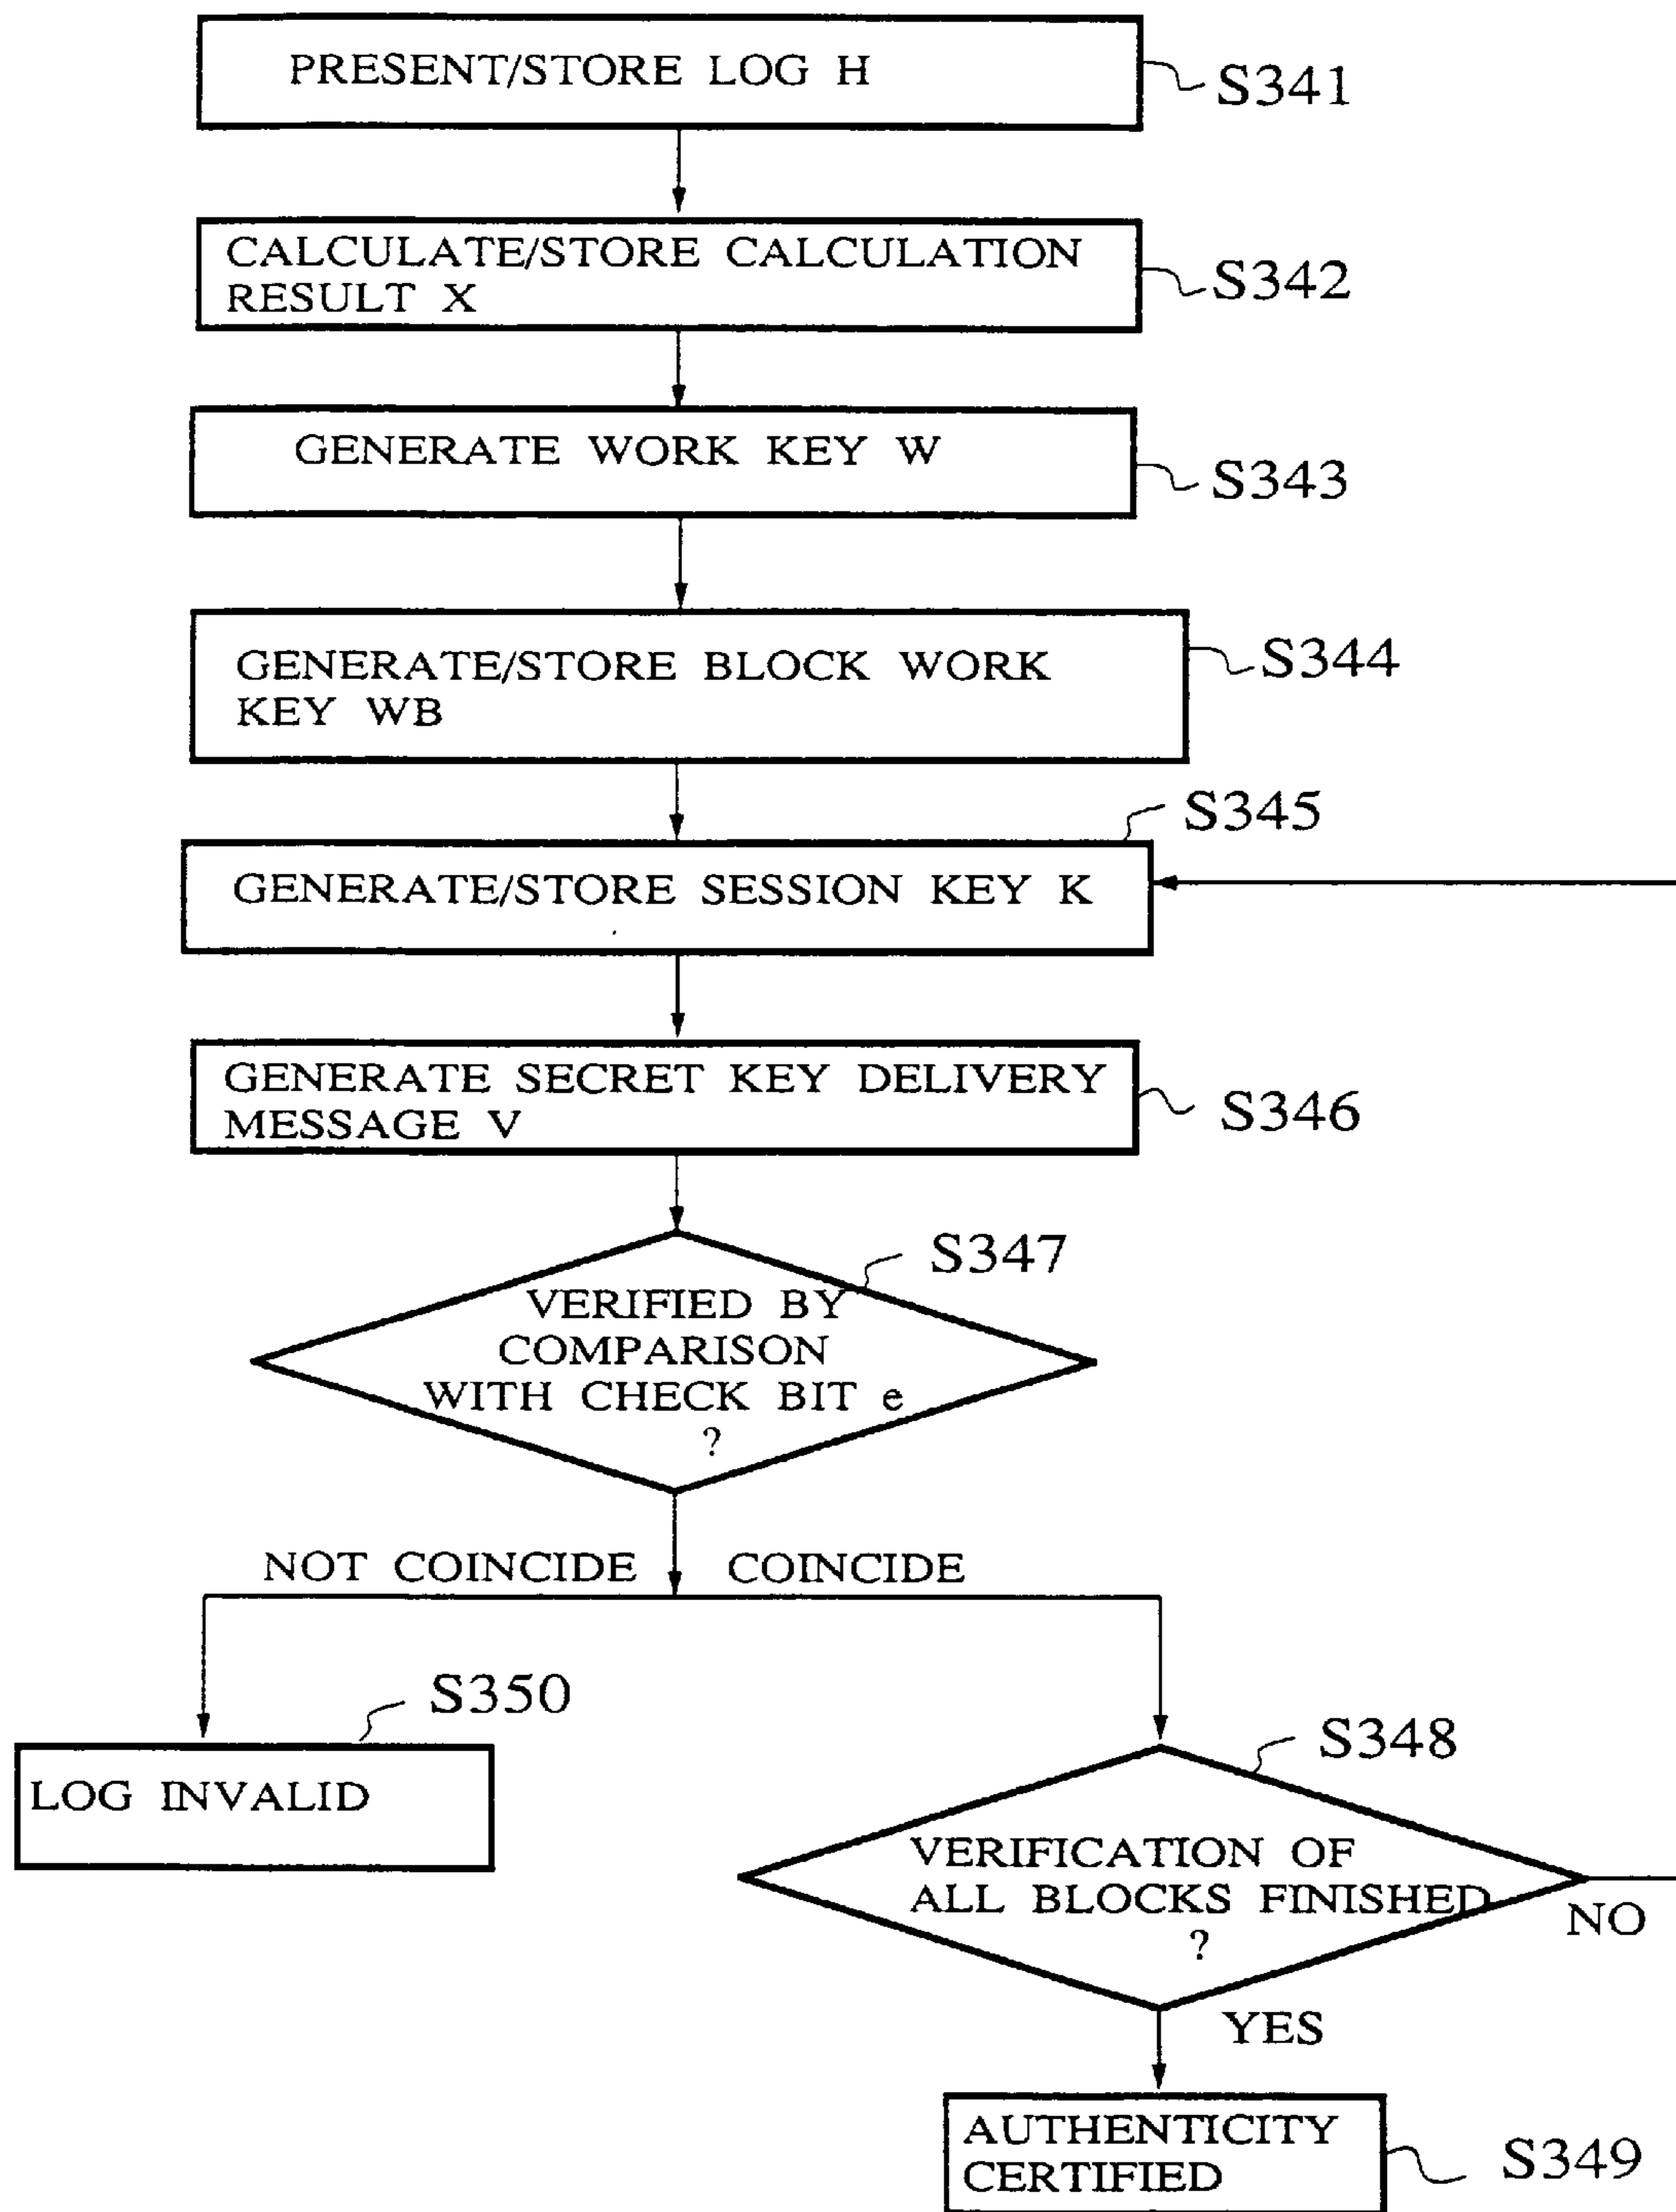 PRESENT/STORE LOG H
S341
CALCULATE/STORE CALCULATION
RESULT X
S342
GENERATE WORK KEY W
S343
GENERATE/STORE BLOCK WORK
KEY WB
S344
S345
GENERATE/STORE SESSION KEY K
GENERATE SECRET KEY DELIVERY
MESSAGE V
S346
S347
VERIFIED BY
COMPARISON
WITH CHECK BIT e
?
NOT COINCIDE
COINCIDE
S350
LOG INVALID
S348
VERIFICATION OF
ALL BLOCKS FINISHED
?
NO
YES
AUTHENTICITY
CERTIFIED
S349